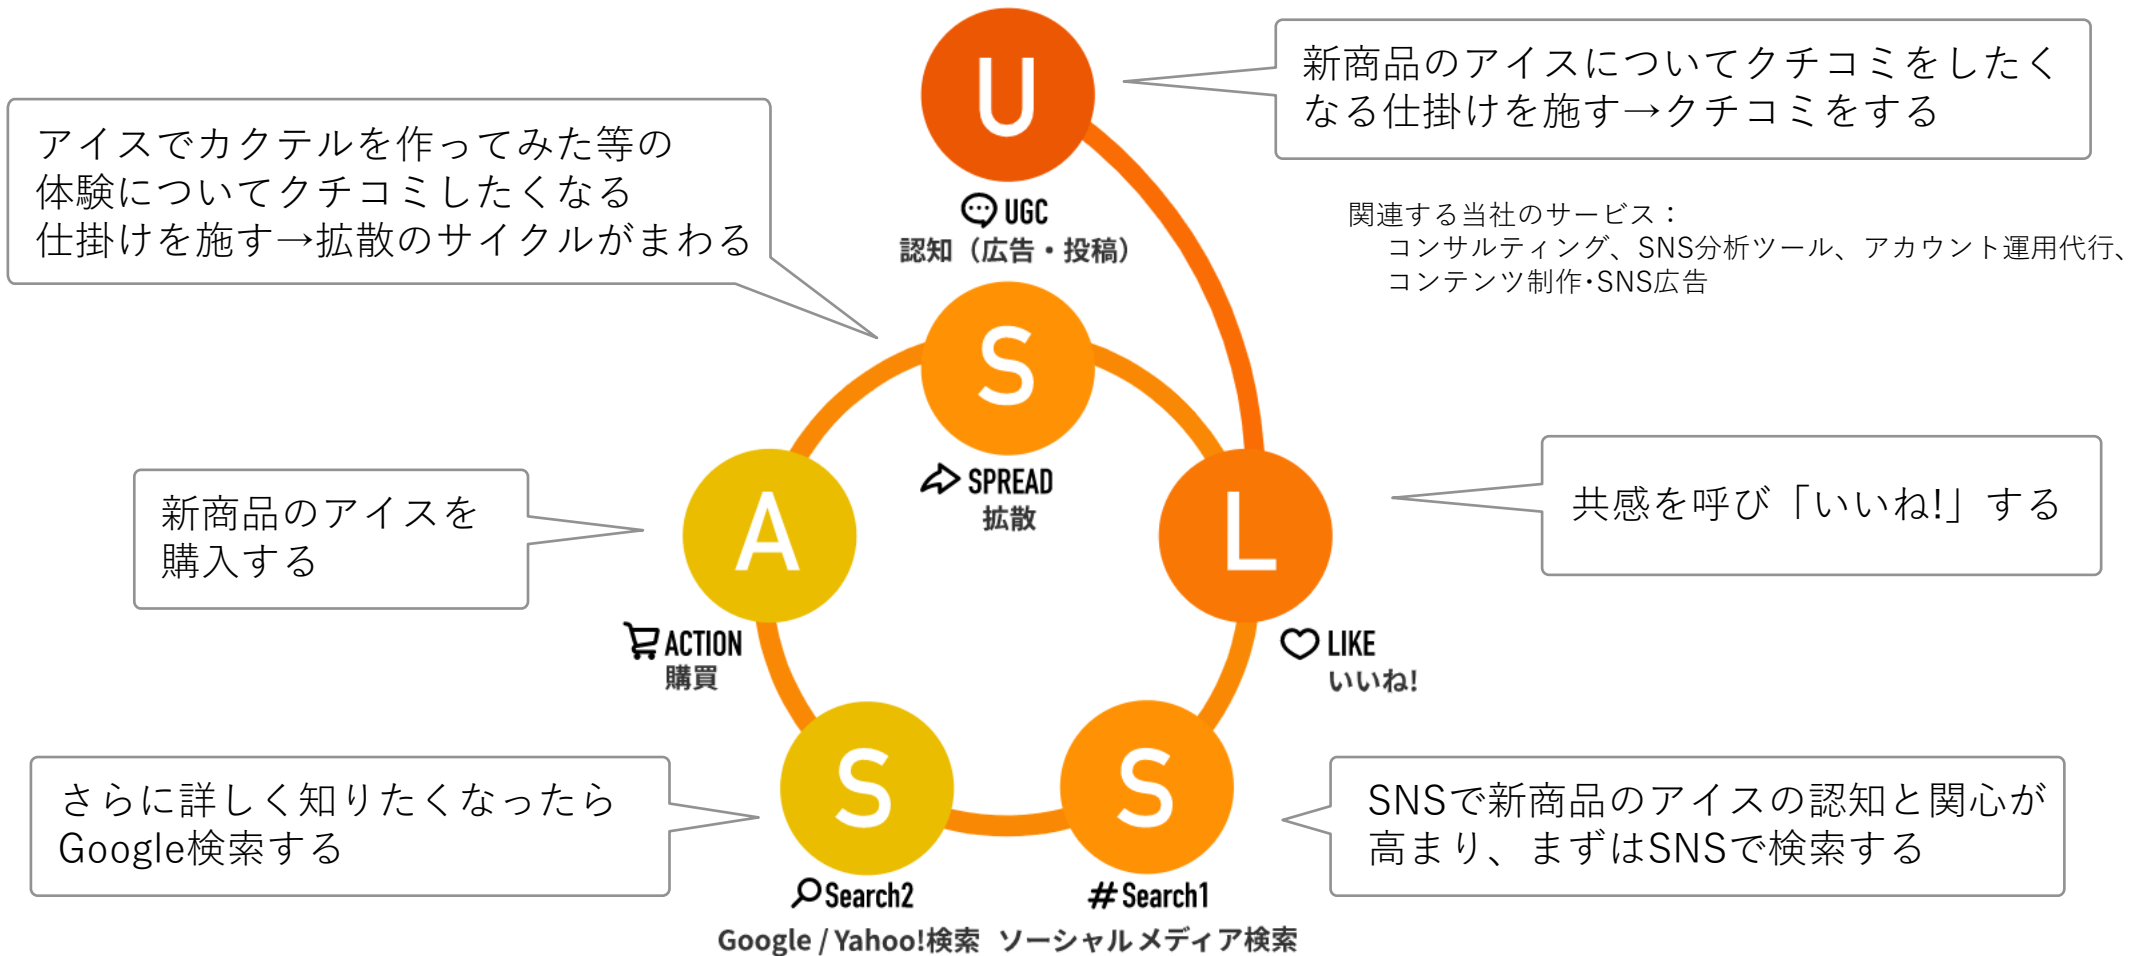 U
UGC
認知（広告・投稿）
新商品のアイスについてクチコミをしたく
なる仕掛けを施す→クチコミをする
関連する当社のサービス：
コンサルティング、SNS分析ツール、アカウント運用代行、
コンテンツ制作･SNS広告
アイスでカクテルを作ってみた等の
体験についてクチコミしたくなる
仕掛けを施す→拡散のサイクルがまわる
S
SPREAD
拡散
L
LIKE
いいね!
共感を呼び「いいね!」する
新商品のアイスを
購入する
A
ACTION
購買
S
#Search1
ソーシャルメディア検索
SNSで新商品のアイスの認知と関心が
高まり、まずはSNSで検索する
さらに詳しく知りたくなったら
Google検索する
S
Search2
Google / Yahoo!検索